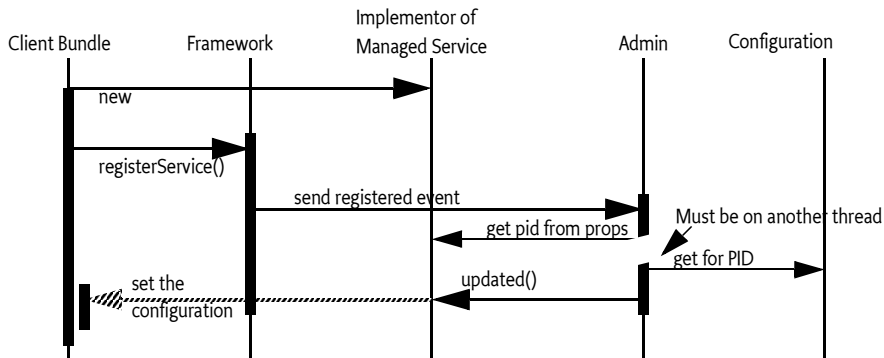 Implementor of
Client Bundle Framework Managed Service Admin Configuration
new
registerService()
send registered event
Must be on another thread
get pid from props
get for PID
set the
updated()
configuration